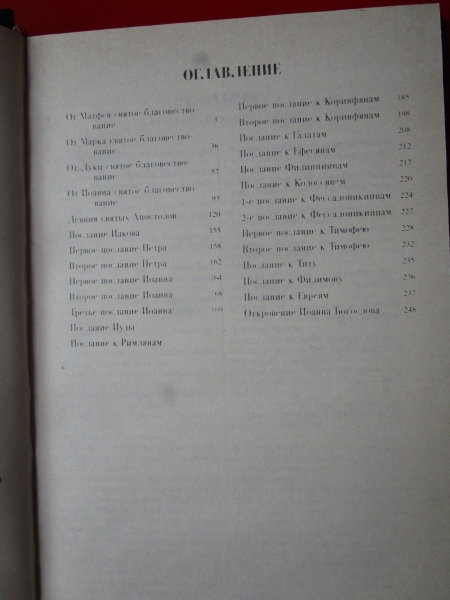 ОГЛАВЛЕНИЕ
От Матфея святое благовество-
вание
От Марка святое благовество-
вание 36
От Луки святое благовество-
вание 57
От Иоанна святое благовество-
вание 93
Деяния святых Апостолов 120
Послание Иакова 155
Первое послание Петра 158
Второе послание Петра 162
Первое послание Иоанна 164
Второе послание Иоанна
Третье послание Иоанна
Послание Иуды
Послание к Римлянам
Первое послание к Коринфянам 185
Второе послание к Коринфянам 198
Послание к Галатам 208
Послание к Ефесянам 212
Послание Филиппийцам 217
Послание к Колоссянам 220
1-е послание к Фессалоникийцам 224
2-е послание к Фессалоникийцам 227
Первое послание к Тимофею 228
Второе послание к Тимофею 232
Послание к Титу 235
Послание к Филимону 236
Послание к Евреям 237
Откровение Иоанна Богослова 248